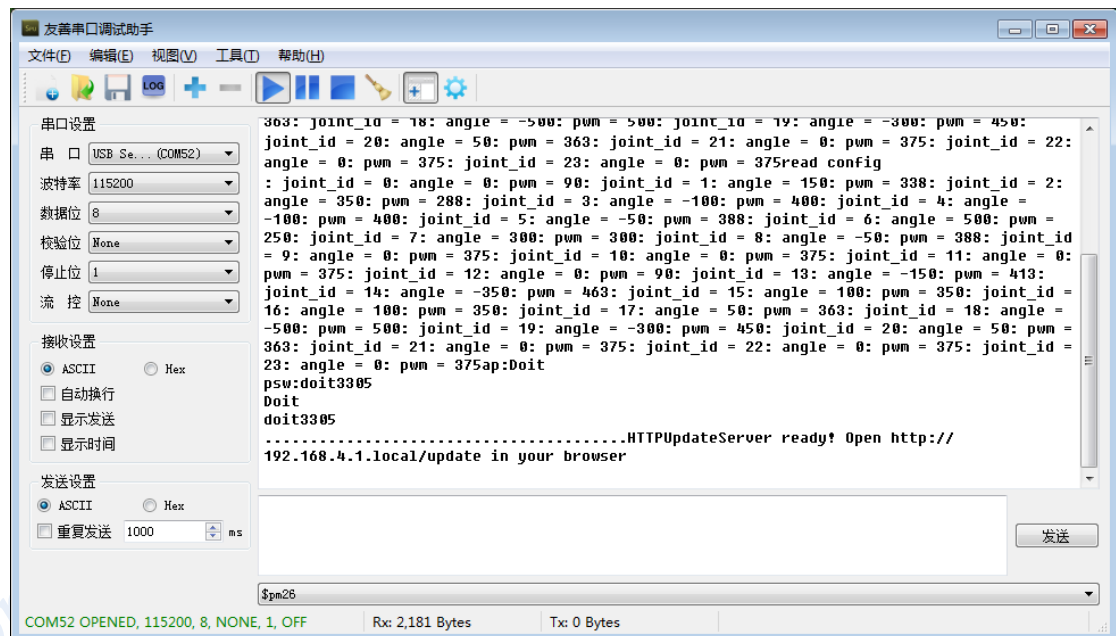 友善串口调试助手
文件(F) 编辑(E) 视图(V) 工具(T) 帮助(H)
LOG
串口设置
串 口 USB Se... (COM52)
波特率 115200
数据位 8
校验位 None
停止位 1
流 控 None
接收设置
ASCII Hex
自动换行
显示发送
显示时间
发送设置
ASCII Hex
重复发送 1000 ms
363: joint_id = 18: angle = -500: pwm = 500: joint_id = 19: angle = -300: pwm = 450:
joint_id = 20: angle = 50: pwm = 363: joint_id = 21: angle = 0: pwm = 375: joint_id = 22:
angle = 0: pwm = 375: joint_id = 23: angle = 0: pwm = 375read config
: joint_id = 0: angle = 0: pwm = 90: joint_id = 1: angle = 150: pwm = 338: joint_id = 2:
angle = 350: pwm = 288: joint_id = 3: angle = -100: pwm = 400: joint_id = 4: angle =
-100: pwm = 400: joint_id = 5: angle = -50: pwm = 388: joint_id = 6: angle = 500: pwm =
250: joint_id = 7: angle = 300: pwm = 300: joint_id = 8: angle = -50: pwm = 388: joint_id
= 9: angle = 0: pwm = 375: joint_id = 10: angle = 0: pwm = 375: joint_id = 11: angle = 0:
pwm = 375: joint_id = 12: angle = 0: pwm = 90: joint_id = 13: angle = -150: pwm = 413:
joint_id = 14: angle = -350: pwm = 463: joint_id = 15: angle = 100: pwm = 350: joint_id =
16: angle = 100: pwm = 350: joint_id = 17: angle = 50: pwm = 363: joint_id = 18: angle =
-500: pwm = 500: joint_id = 19: angle = -300: pwm = 450: joint_id = 20: angle = 50: pwm =
363: joint_id = 21: angle = 0: pwm = 375: joint_id = 22: angle = 0: pwm = 375: joint_id =
23: angle = 0: pwm = 375ap:Doit
psw:doit3305
Doit
doit3305
......................................HTTPUpdateServer ready! Open http://
192.168.4.1.local/update in your browser
发送
$pm26
COM52 OPENED, 115200, 8, NONE, 1, OFF Rx: 2,181 Bytes Tx: 0 Bytes